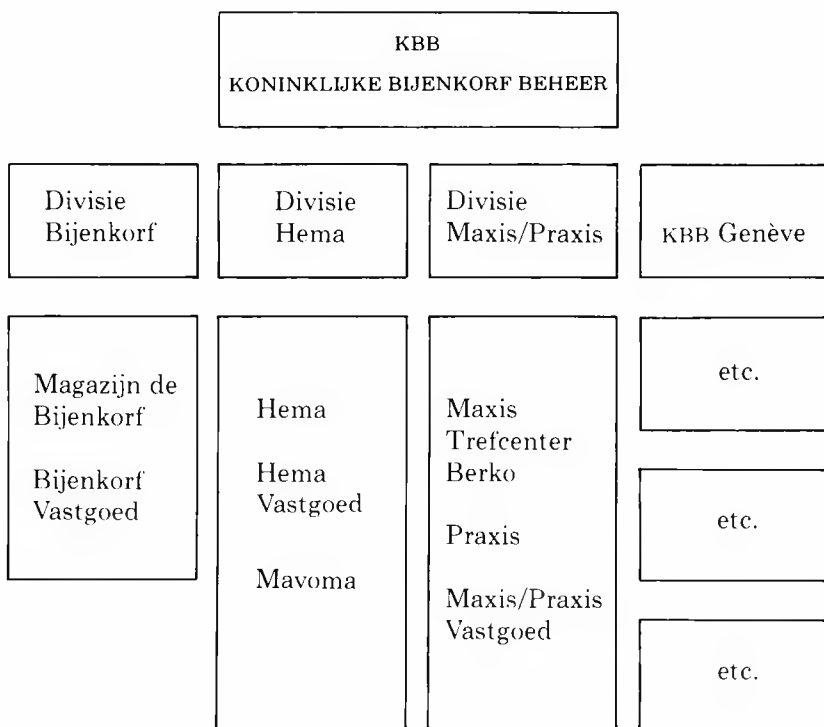 KBB
KONINKLIJKE BIJENKORF BEHEER
Divisie
Bijenkorf
Divisie
Hema
Divisie
Maxis/Praxis
KBB Genève
Magazijn de
Bijenkorf
Bijenkorf
Vastgoed
Hema
Hema
Vastgoed
Mavoma
Maxis
Trefcenter
Berko
Praxis
Maxis/Praxis
Vastgoed
etc.
etc.
etc.